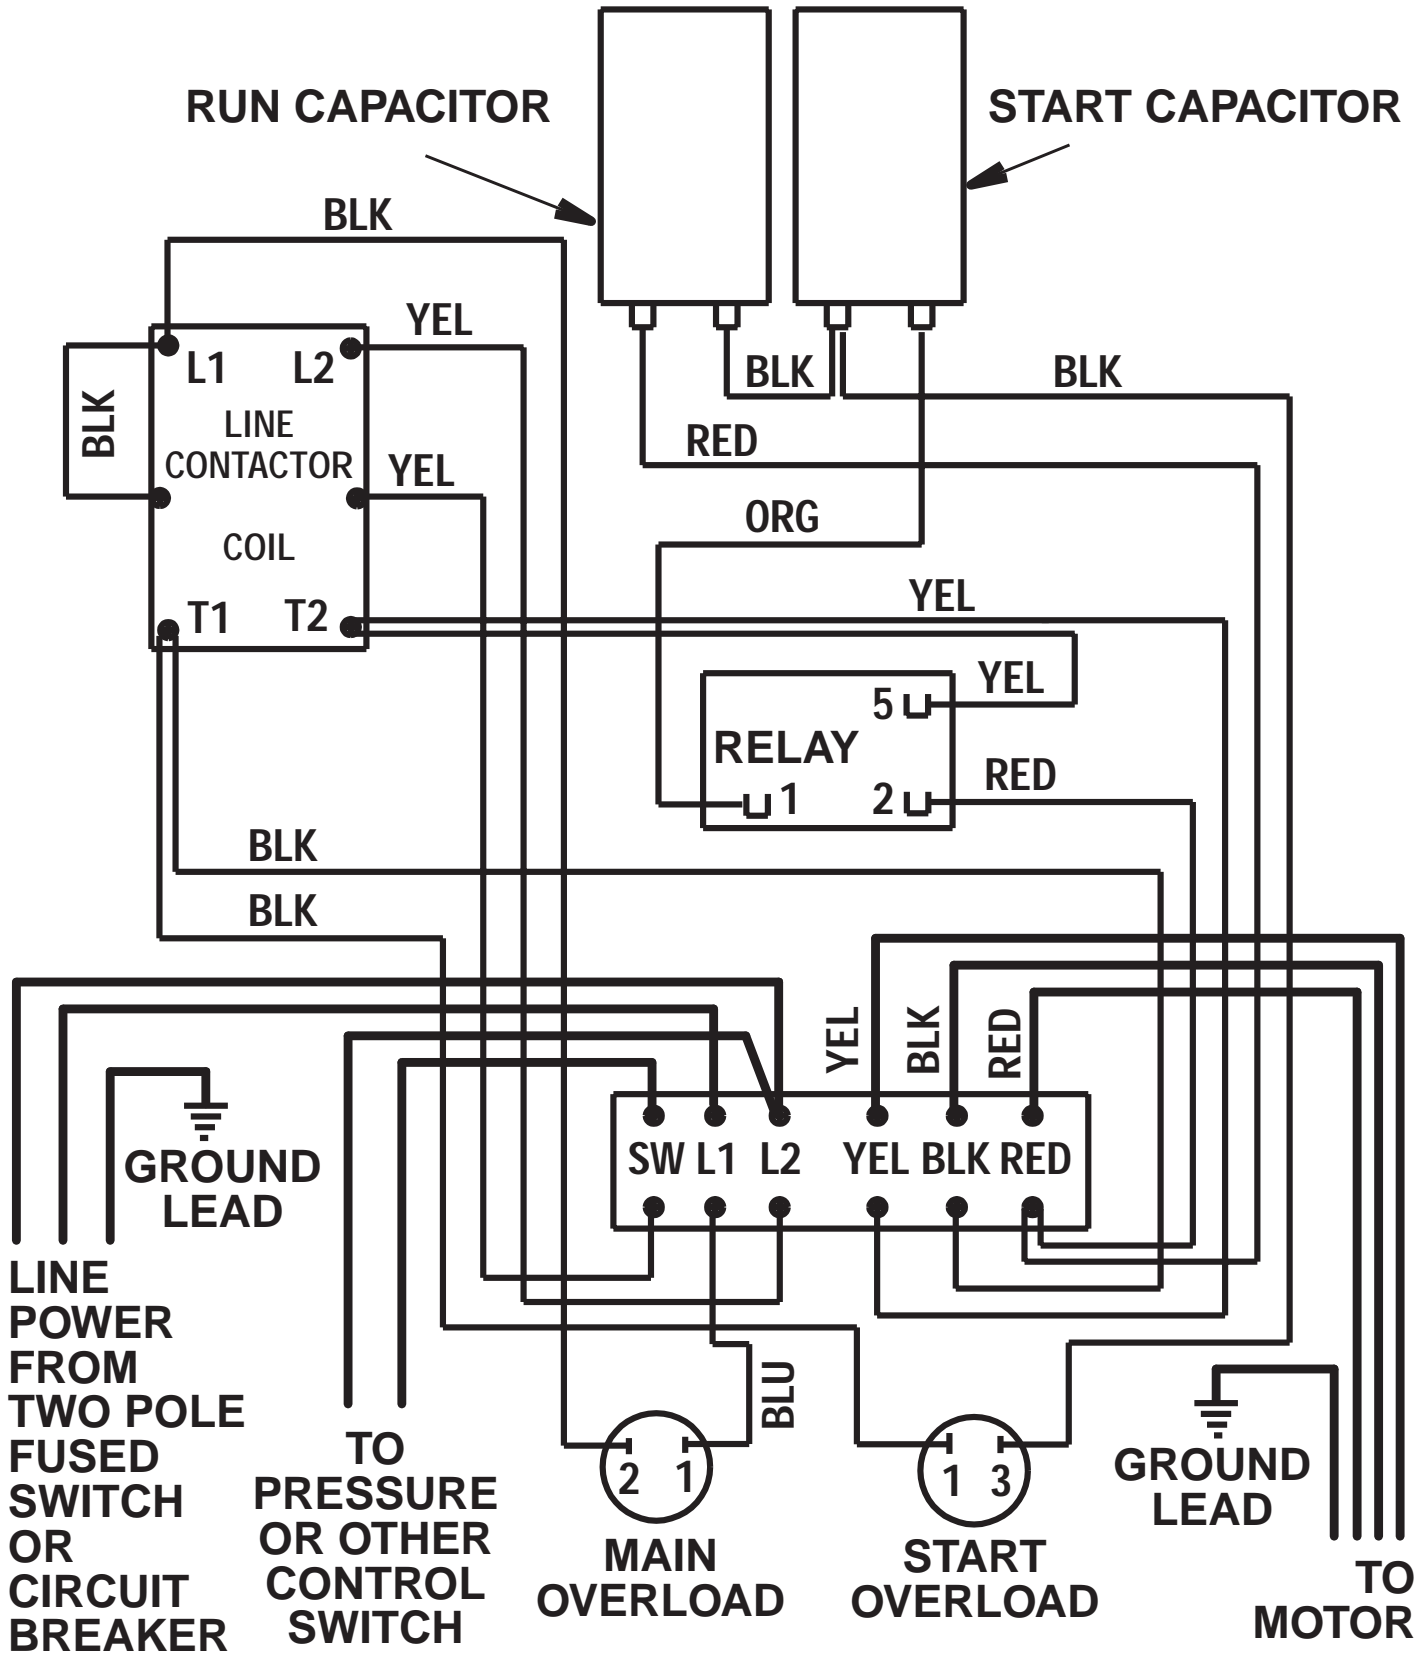 RUN CAPACITOR
START CAPACITOR
BLK
YEL
L1
L2
BLK
BLK
BLK
LINE
CONTACTOR
RED
YEL
ORG
COIL
YEL
T1
T2
YEL
5
RELAY
RED
1
2
BLK
BLK
YEL
BLK
RED
SW L1 L2 YEL BLK RED
GROUND
LEAD
LINE
POWER
FROM
TWO POLE
FUSED
SWITCH
OR
CIRCUIT
BREAKER
TO
PRESSURE
OR OTHER
CONTROL
SWITCH
BLU
2 1
MAIN
OVERLOAD
1 3
START
OVERLOAD
GROUND
LEAD
TO
MOTOR